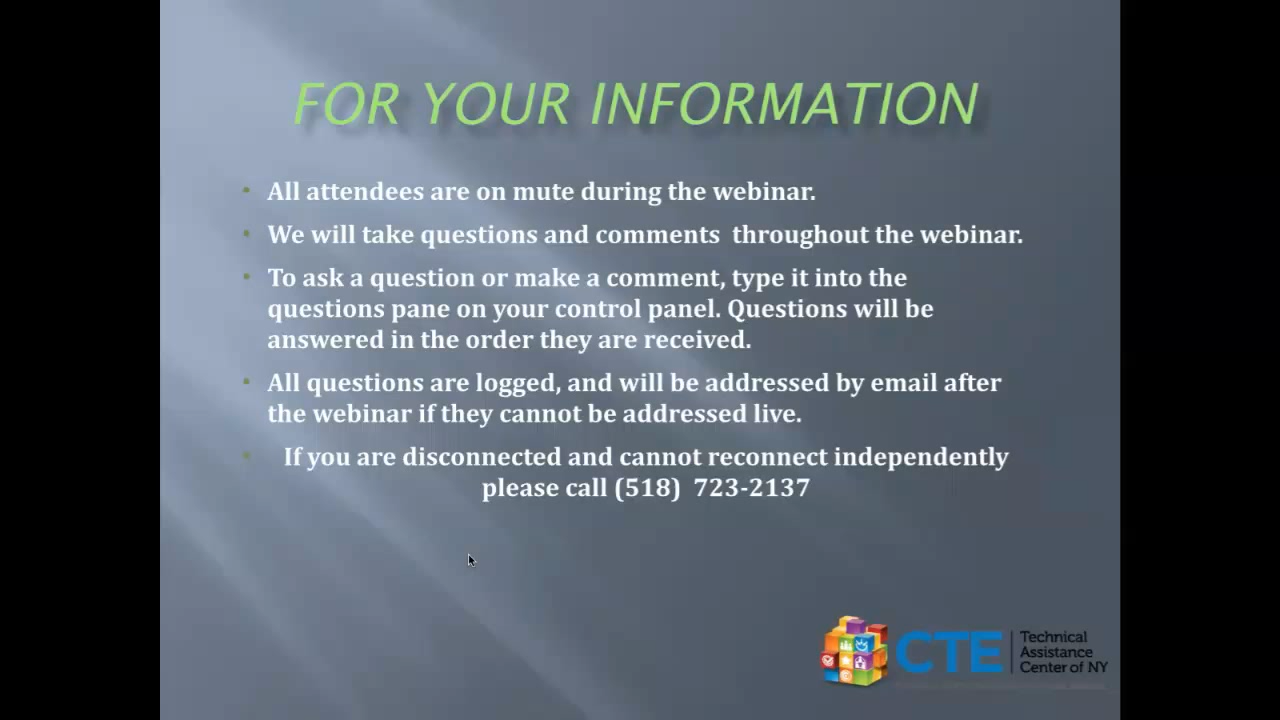 FOR YOUR INFORMATION
• All attendees are on mute during the webinar.
• We will take questions and comments  throughout the webinar.
• To ask a question or make a comment, type it into the
questions pane on your control panel. Questions will be
answered in the order they are received.
• All questions are logged, and will be addressed by email after
the webinar if they cannot be addressed live.
• If you are disconnected and cannot reconnect independently
please call (518)  723-2137
CTE
Technical
Assistance
Center of NY